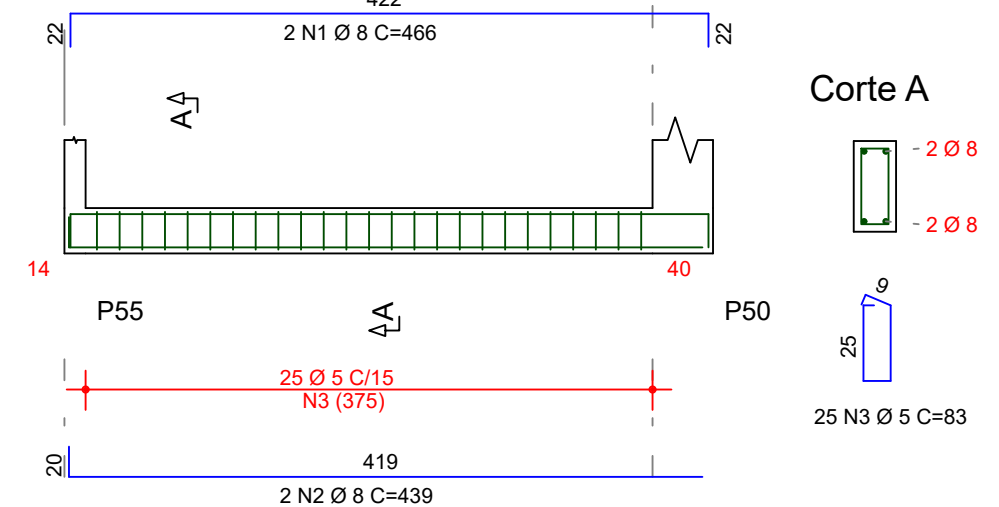 422
22
2 N1 Ø 8 C=466
22
A
Corte A
2 Ø 8
2 Ø 8
14
40
P55
A
P50
9
25
25 Ø 5 C/15
N3 (375)
25 N3 Ø 5 C=83
20
419
2 N2 Ø 8 C=439